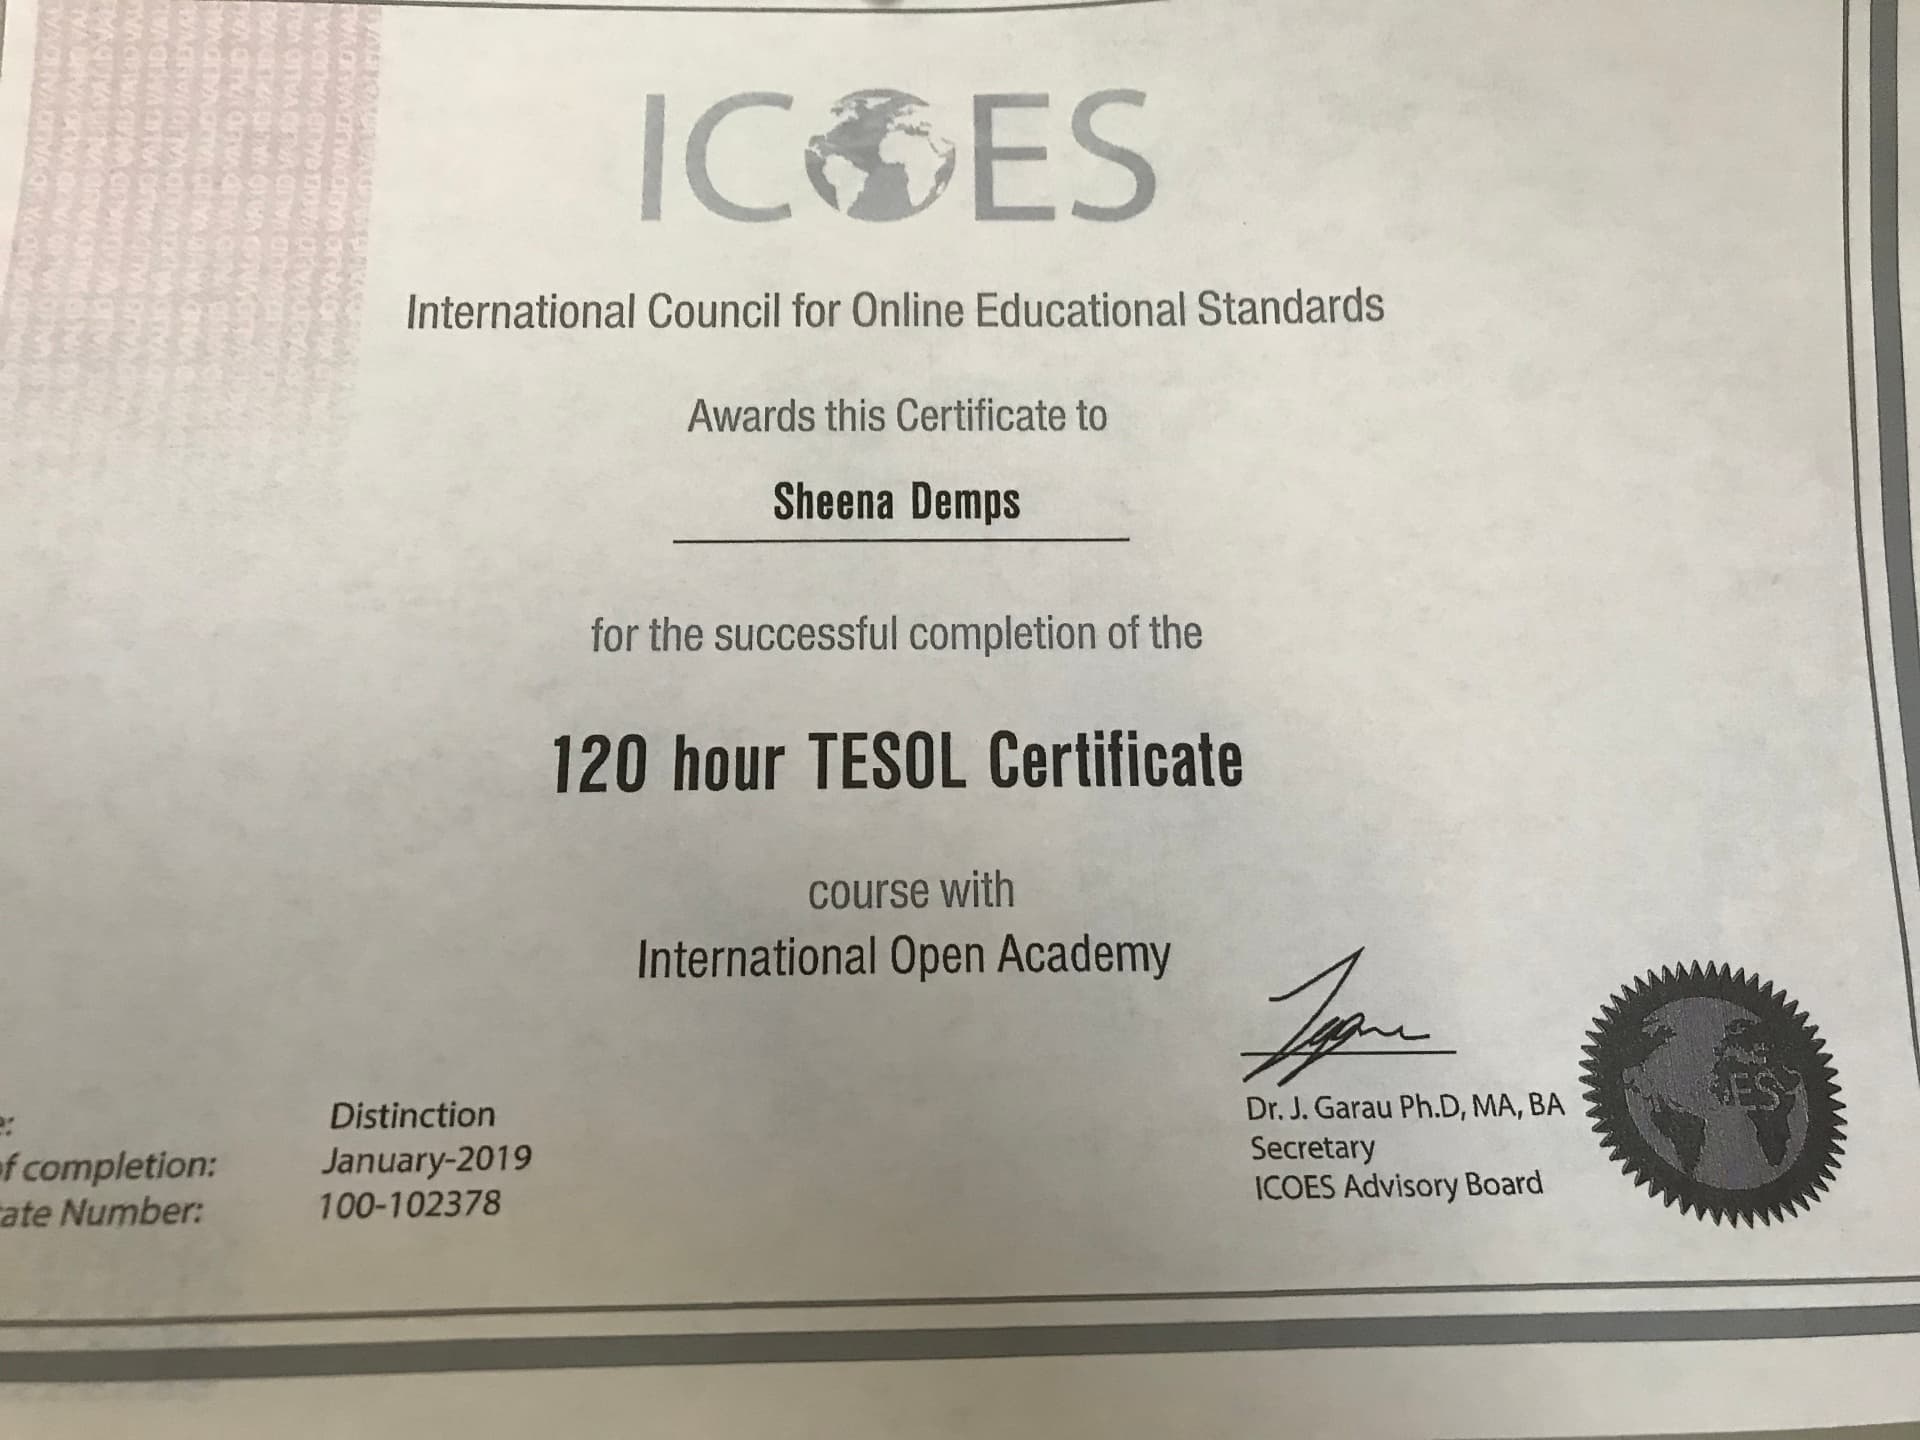 ICOES
International Council for Online Educational Standards
Awards this Certificate to
Sheena Demps
for the successful completion of the
120 hour TESOL Certificate
course with
International Open Academy
e: Distinction
of completion: January-2019
ate Number: 100-102378
Dr. J. Garau Ph.D, MA, BA
Secretary
ICOES Advisory Board